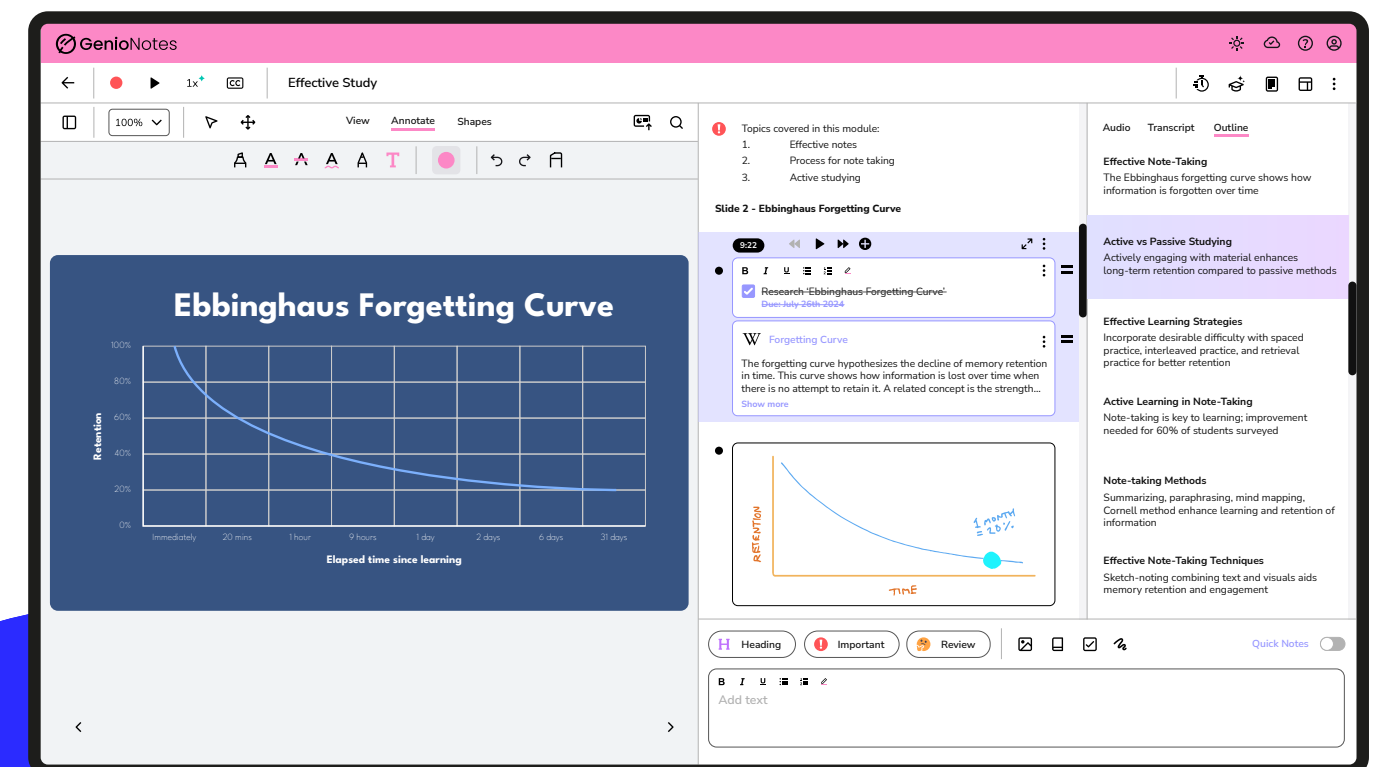 GenioNotes
1x
CC
Effective Study
100%
View
Annotate
Shapes
A A A A A T
Ebbinghaus Forgetting Curve
100%
80%
60%
40%
20%
0%
Retention
Immediately
20 mins
1 hour
9 hours
1 day
2 days
6 days
31 days
Elapsed time since learning
Topics covered in this module:
1. Effective notes
2. Process for note taking
3. Active studying
Slide 2 - Ebbinghaus Forgetting Curve
9:22
B I U
Research ‘Ebbinghaus Forgetting Curve’
Due: July 26th 2024
W Forgetting Curve
The forgetting curve hypothesizes the decline of memory retention
in time. This curve shows how information is lost over time when
there is no attempt to retain it. A related concept is the strength...
Show more
RETENTION
1 MONTH
= 20%
TIME
H Heading
Important
Review
Quick Notes
B I U
Add text
Audio
Transcript
Outline
Effective Note-Taking
The Ebbinghaus forgetting curve shows how
information is forgotten over time
Active vs Passive Studying
Actively engaging with material enhances
long-term retention compared to passive methods
Effective Learning Strategies
Incorporate desirable difficulty with spaced
practice, interleaved practice, and retrieval
practice for better retention
Active Learning in Note-Taking
Note-taking is key to learning; improvement
needed for 60% of students surveyed
Note-taking Methods
Summarizing, paraphrasing, mind mapping,
Cornell method enhance learning and retention of
information
Effective Note-Taking Techniques
Sketch-noting combining text and visuals aids
memory retention and engagement